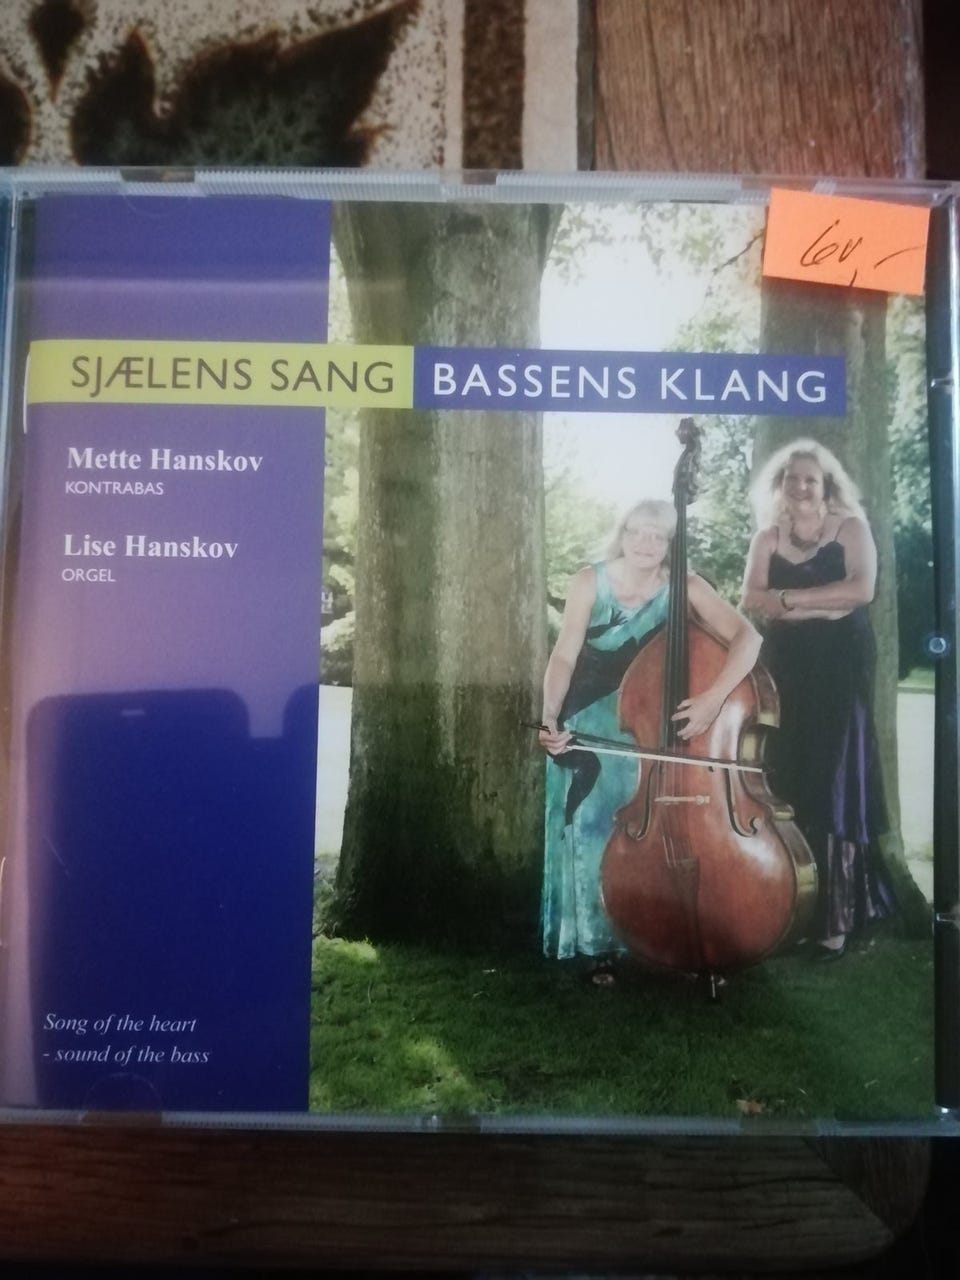 60,-
SJÆLENS SANG BASSENS KLANG
Mette Hanskov
KONTRABAS
Lise Hanskov
ORGEL
Song of the heart
- sound of the bass